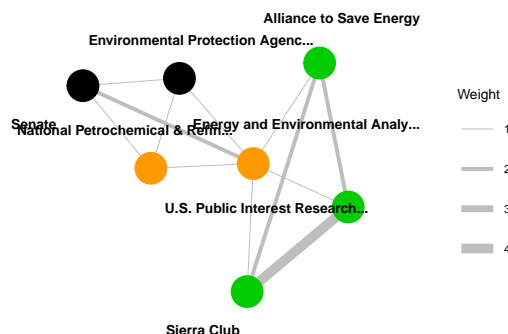 Alliance to Save Energy
Environmental Protection Agenc...
Weight
Senate
National Petrochemical & Refin...
Energy and Environmental Analy...
1
2
U.S. Public Interest Research...
3
4
Sierra Club